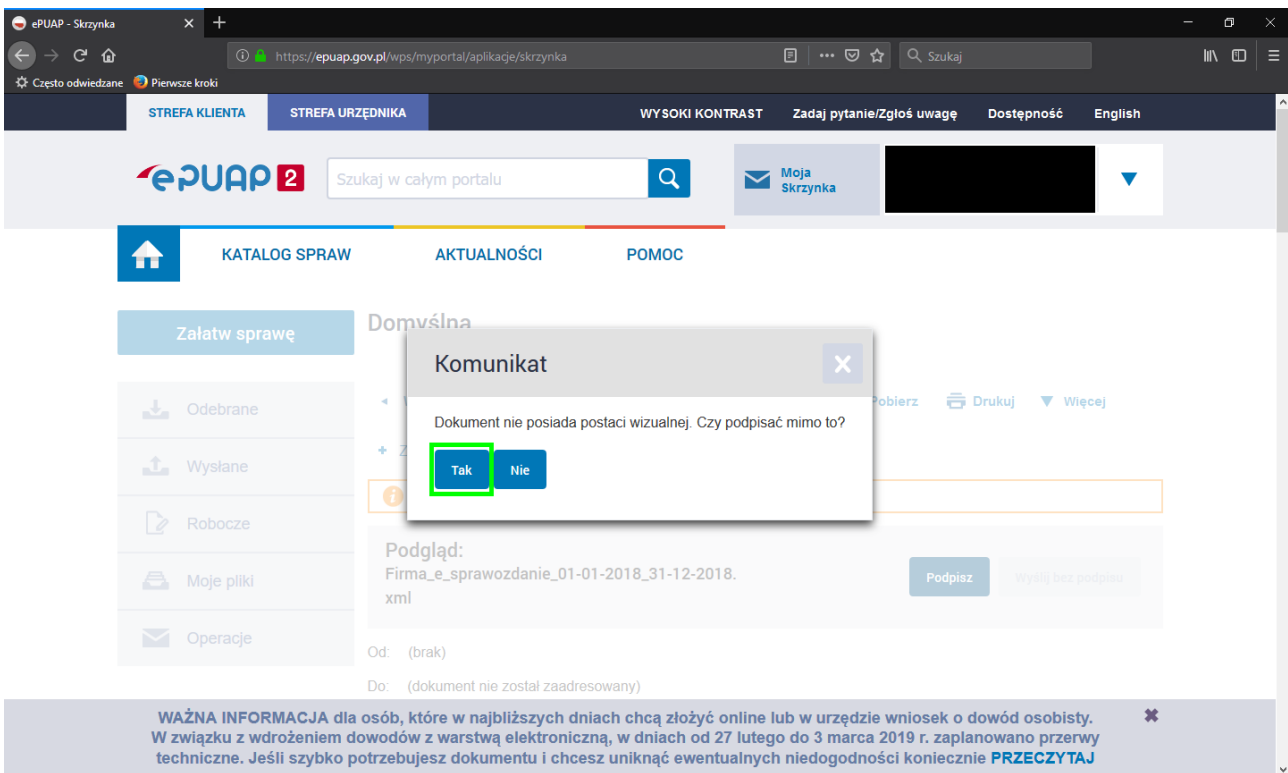 ePUAP - Skrzynka
https://epuap.gov.pl/wps/myportal/aplikacje/skrzynka
Szukaj
Często odwiedzane Pierwsze kroki
STREFA KLIENTA STREFA URZĘDNIKA WYSOKI KONTRAST Zadaj pytanie/Zgłoś uwagę Dostępność English
ePUAP 2 Szukaj w całym portalu Moja
Skrzynka
KATALOG SPRAW AKTUALNOŚCI POMOC
Załatw sprawę
Domyślna
Komunikat
Odebrane
Pobierz Drukuj Więcej
Dokument nie posiada postaci wizualnej. Czy podpisać mimo to?
Wysłane
Tak Nie
Robocze
Podgląd:
Firma_e_sprawozdanie_01-01-2018_31-12-2018.
xml
Podpisz Wyślij bez podpisu
Moje pliki
Operacje
Od: (brak)
Do: (dokument nie został zaadresowany)
WAŻNA INFORMACJA dla osób, które w najbliższych dniach chcą złożyć online lub w urzędzie wniosek o dowód osobisty.
W związku z wdrożeniem dowodów z warstwą elektroniczną, w dniach od 27 lutego do 3 marca 2019 r. zaplanowano przerwy
techniczne. Jeśli szybko potrzebujesz dokumentu i chcesz uniknąć ewentualnych niedogodności koniecznie PRZECZYTAJ